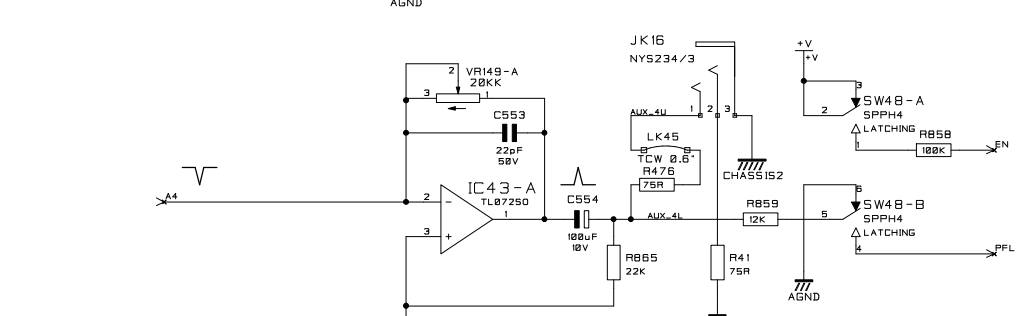 AGND
JK16
NYS234/3
+V
+V
VR149-A
20KK
2
3
1
C553
22pF
50V
AUX_4U
1
2
3
3
2
SW48-A
SPPH4
LATCHING
1
R858
100K
EN
LK45
TCW 0.6"
R476
75R
CHASSIS2
A4
IC43-A
TL072SO
2
1
3
C554
100uF
10V
AUX_4L
R859
12K
6
5
SW48-B
SPPH4
LATCHING
4
PFL
R865
22K
R41
75R
AGND